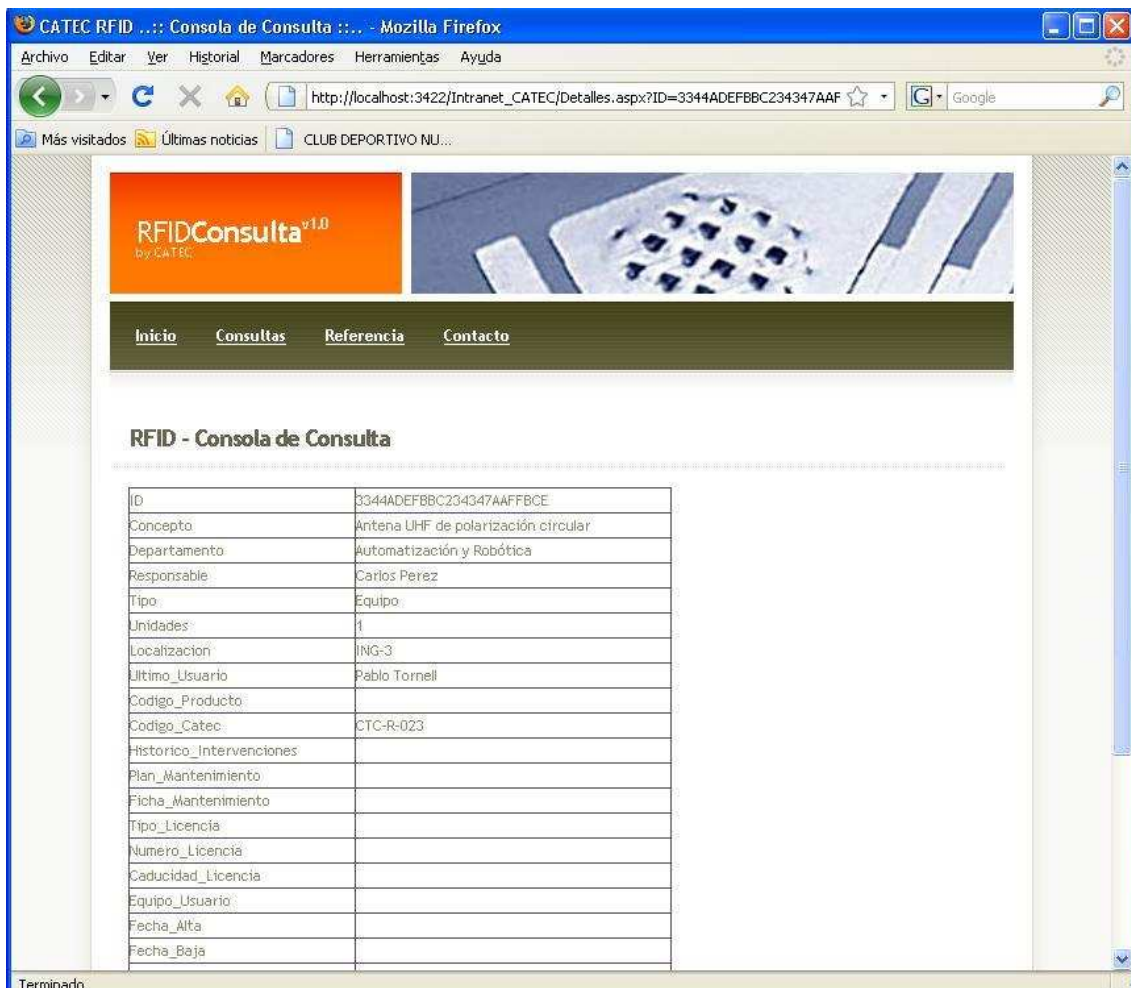 CATEC RFID ..:: Consola de Consulta ::.. - Mozilla Firefox
Archivo Editar Ver Historial Marcadores Herramientas Ayuda
http://localhost:3422/Intranet_CATEC/Detalles.aspx?ID=3344ADEFBBC234347AAF G Google
Más visitados Últimas noticias CLUB DEPORTIVO NU...
RFIDConsulta v1.0
by CATEC
Inicio Consultas Referencia Contacto
RFID - Consola de Consulta
ID 3344ADEFBBC234347AAFFBCE
Concepto Antena UHF de polarización circular
Departamento Automatización y Robótica
Responsable Carlos Perez
Tipo Equipo
Unidades 1
Localizacion ING-3
Ultimo_Usuario Pablo Tornell
Codigo_Producto
Codigo_Catec CTC-R-023
Historico_Intervenciones
Plan_Mantenimiento
Ficha_Mantenimiento
Tipo_Licencia
Numero_Licencia
Caducidad_Licencia
Equipo_Usuario
Fecha_Alta
Fecha_Baja
Terminado